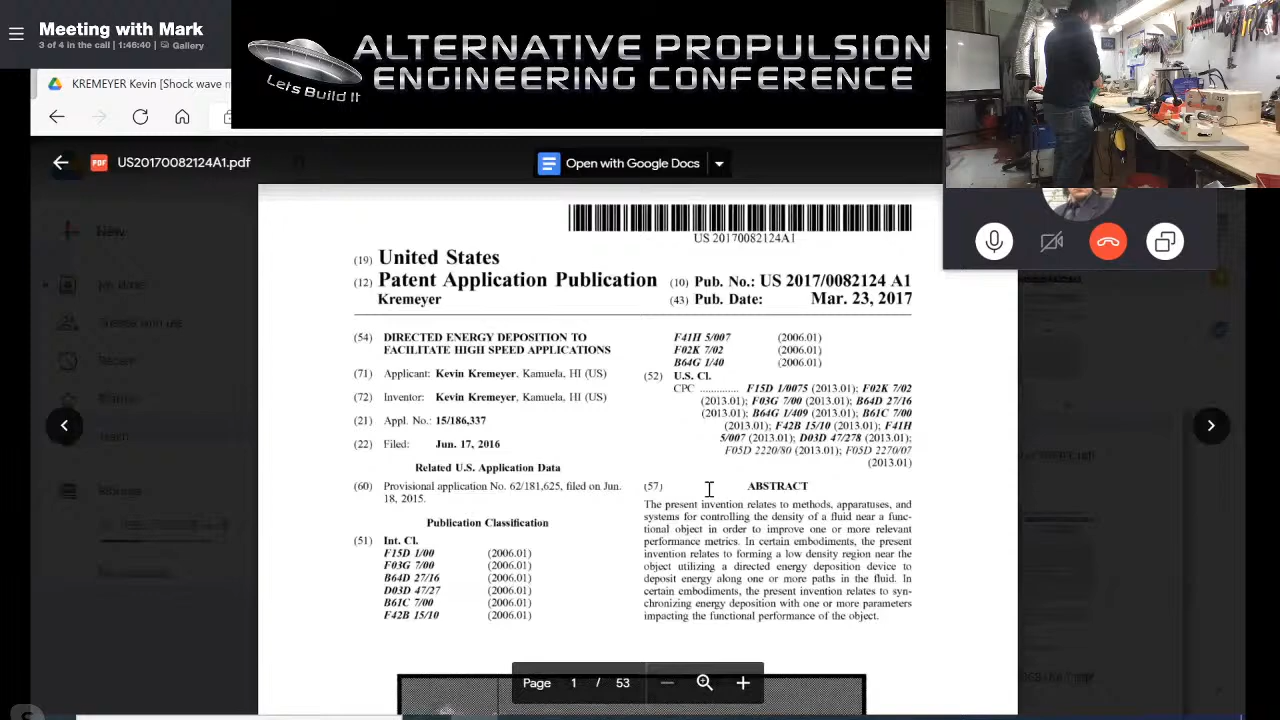 Meeting with Mark
3 of 4 in the call | 1:46:40 | Gallery
ALTERNATIVE PROPULSION
ENGINEERING CONFERENCE
Lets Build It
KREMEYER Kevin [Shock wave
US20170082124A1.pdf
Open with Google Docs
US 20170082124A1
(19) United States
(12) Patent Application Publication
Kremeyer
(10) Pub. No.: US 2017/0082124 A1
(43) Pub. Date: Mar. 23, 2017
(54) DIRECTED ENERGY DEPOSITION TO
FACILITATE HIGH SPEED APPLICATIONS
(71) Applicant: Kevin Kremeyer, Kamuela, HI (US)
(72) Inventor: Kevin Kremeyer, Kamuela, HI (US)
(21) Appl. No.: 15/186,337
(22) Filed: Jun. 17, 2016
Related U.S. Application Data
(60) Provisional application No. 62/181,625, filed on Jun.
18, 2015.
Publication Classification
(51) Int. Cl.
F15D 1/00 (2006.01)
F03G 7/00 (2006.01)
B64D 27/16 (2006.01)
D03D 47/27 (2006.01)
B61C 7/00 (2006.01)
F42B 15/10 (2006.01)
F41H 5/007 (2006.01)
F02K 7/02 (2006.01)
B64G 1/40 (2006.01)
(52) U.S. Cl.
CPC .............. F15D 1/0075 (2013.01); F02K 7/02
(2013.01); F03G 7/00 (2013.01); B64D 27/16
(2013.01); B64G 1/409 (2013.01); B61C 7/00
(2013.01); F42B 15/10 (2013.01); F41H
5/007 (2013.01); D03D 47/278 (2013.01);
F05D 2220/80 (2013.01); F05D 2270/07
(2013.01)
(57) ABSTRACT
The present invention relates to methods, apparatuses, and
systems for controlling the density of a fluid near a func-
tional object in order to improve one or more relevant
performance metrics. In certain embodiments, the present
invention relates to forming a low density region near the
object utilizing a directed energy deposition device to
deposit energy along one or more paths in the fluid. In
certain embodiments, the present invention relates to syn-
chronizing energy deposition with one or more parameters
impacting the functional performance of the object.
New
Recent
Storage
Page 1 / 53